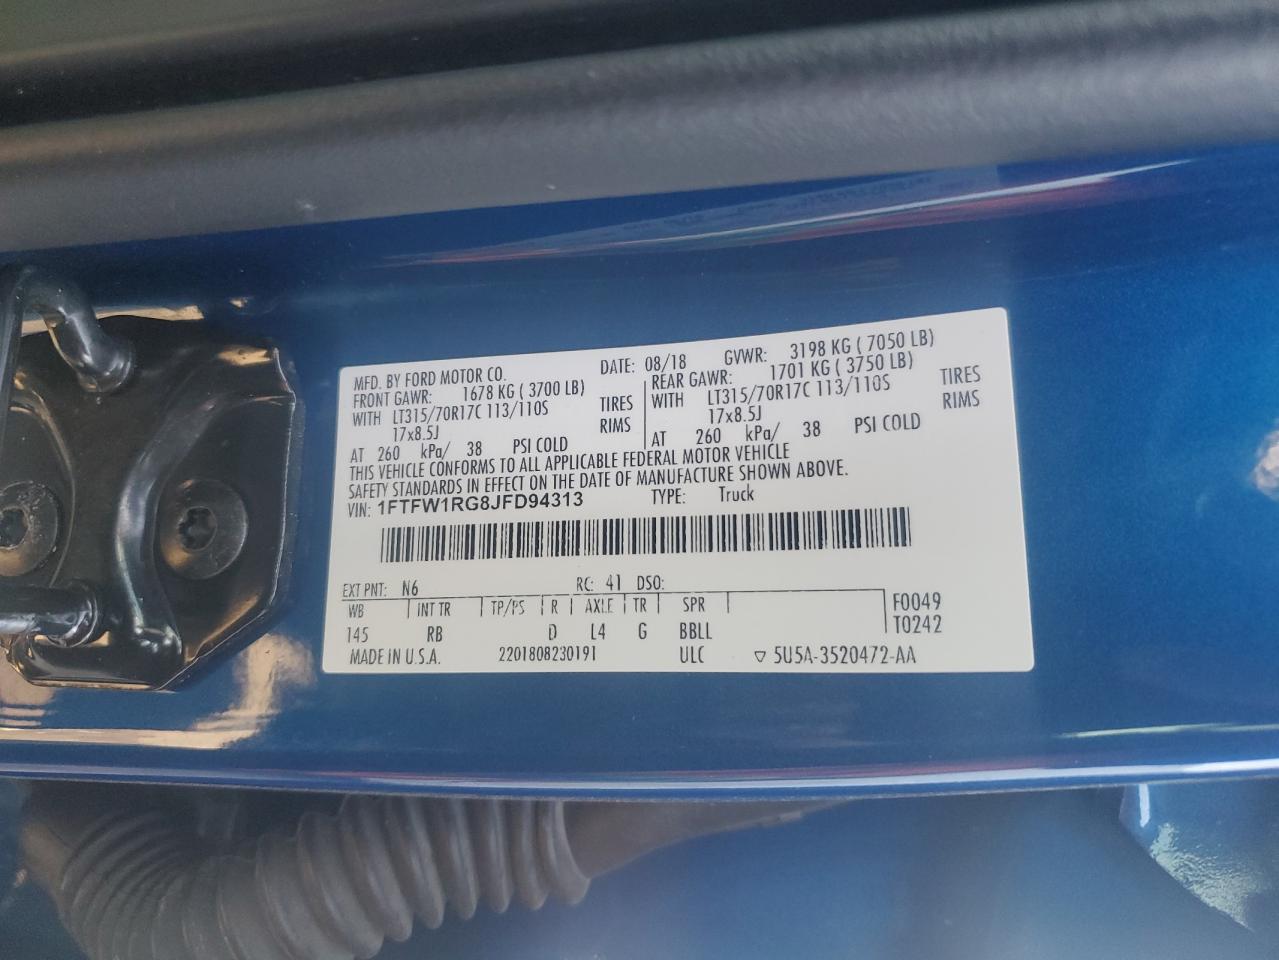 MFD. BY FORD MOTOR CO. DATE: 08/18 GVWR: 3198 KG ( 7050 LB)
FRONT GAWR: 1678 KG ( 3700 LB) REAR GAWR: 1701 KG ( 3750 LB)
WITH LT315/70R17C 113/110S TIRES WITH LT315/70R17C 113/110S TIRES
17x8.5J RIMS 17x8.5J RIMS
AT 260 kPa/ 38 PSI COLD AT 260 kPa/ 38 PSI COLD
THIS VEHICLE CONFORMS TO ALL APPLICABLE FEDERAL MOTOR VEHICLE
SAFETY STANDARDS IN EFFECT ON THE DATE OF MANUFACTURE SHOWN ABOVE.
VIN: 1FTFW1RG8JFD94313 TYPE: Truck
EXT PNT: N6 RC: 41 DSO:
WB INT TR TP/PS R AXLE TR SPR F0049
145 RB D L4 G BBLL T0242
MADE IN U.S.A. 2201808230191 ULC ▽ 5U5A-3520472-AA